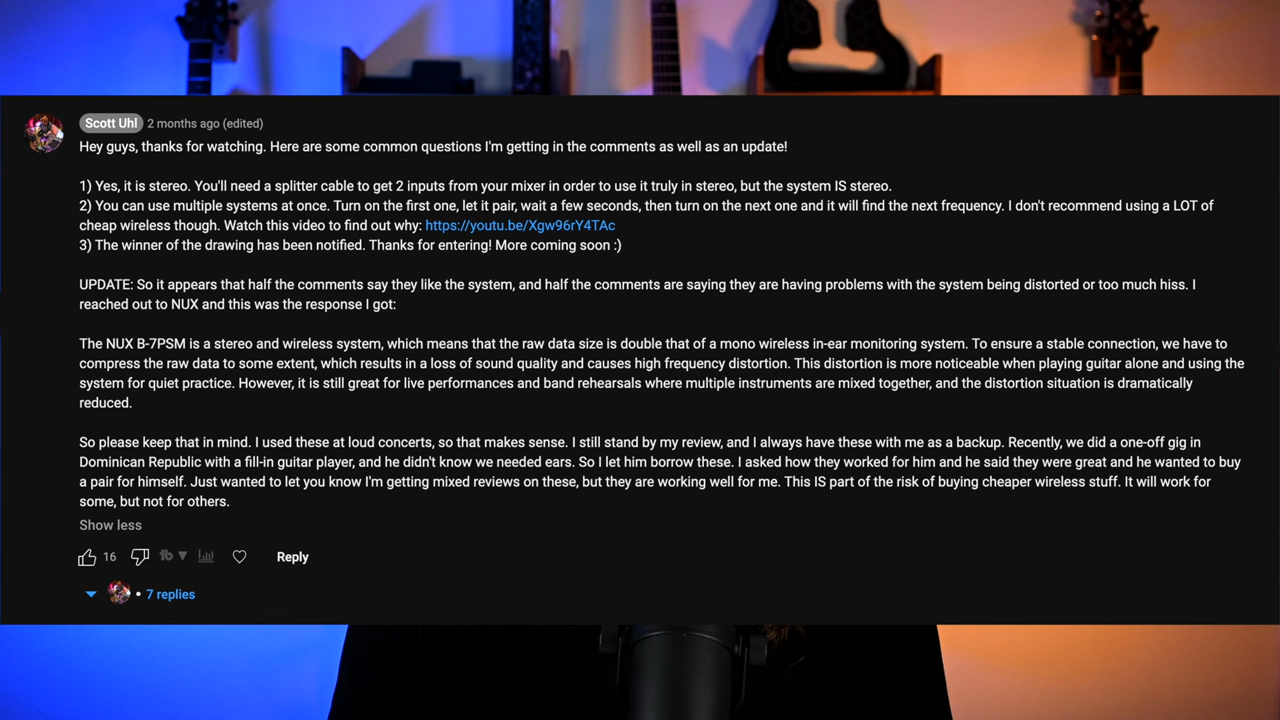 Scott Uhl 2 months ago (edited)
Hey guys, thanks for watching. Here are some common questions I'm getting in the comments as well as an update!
1) Yes, it is stereo. You'll need a splitter cable to get 2 inputs from your mixer in order to use it truly in stereo, but the system IS stereo.
2) You can use multiple systems at once. Turn on the first one, let it pair, wait a few seconds, then turn on the next one and it will find the next frequency. I don't recommend using a LOT of
cheap wireless though. Watch this video to find out why: https://youtu.be/Xgw96rY4TAc
3) The winner of the drawing has been notified. Thanks for entering! More coming soon :)
UPDATE: So it appears that half the comments say they like the system, and half the comments are saying they are having problems with the system being distorted or too much hiss. I
reached out to NUX and this was the response I got:
The NUX B-7PSM is a stereo and wireless system, which means that the raw data size is double that of a mono wireless in-ear monitoring system. To ensure a stable connection, we have to
compress the raw data to some extent, which results in a loss of sound quality and causes high frequency distortion. This distortion is more noticeable when playing guitar alone and using the
system for quiet practice. However, it is still great for live performances and band rehearsals where multiple instruments are mixed together, and the distortion situation is dramatically
reduced.
So please keep that in mind. I used these at loud concerts, so that makes sense. I still stand by my review, and I always have these with me as a backup. Recently, we did a one-off gig in
Dominican Republic with a fill-in guitar player, and he didn't know we needed ears. So I let him borrow these. I asked how they worked for him and he said they were great and he wanted to buy
a pair for himself. Just wanted to let you know I'm getting mixed reviews on these, but they are working well for me. This IS part of the risk of buying cheaper wireless stuff. It will work for
some, but not for others.
Show less
16 tb Reply
• 7 replies